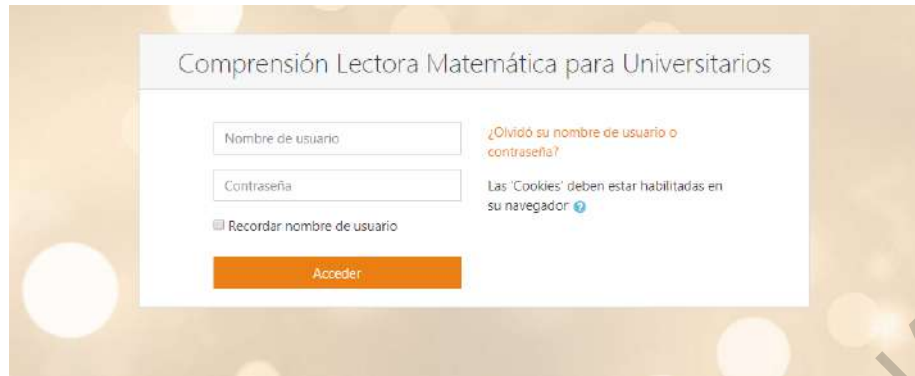 Comprensión Lectora Matemática para Universitarios
Nombre de usuario
Contraseña
Recordar nombre de usuario
Acceder
¿Olvidó su nombre de usuario o
contraseña?
Las 'Cookies' deben estar habilitadas en
su navegador